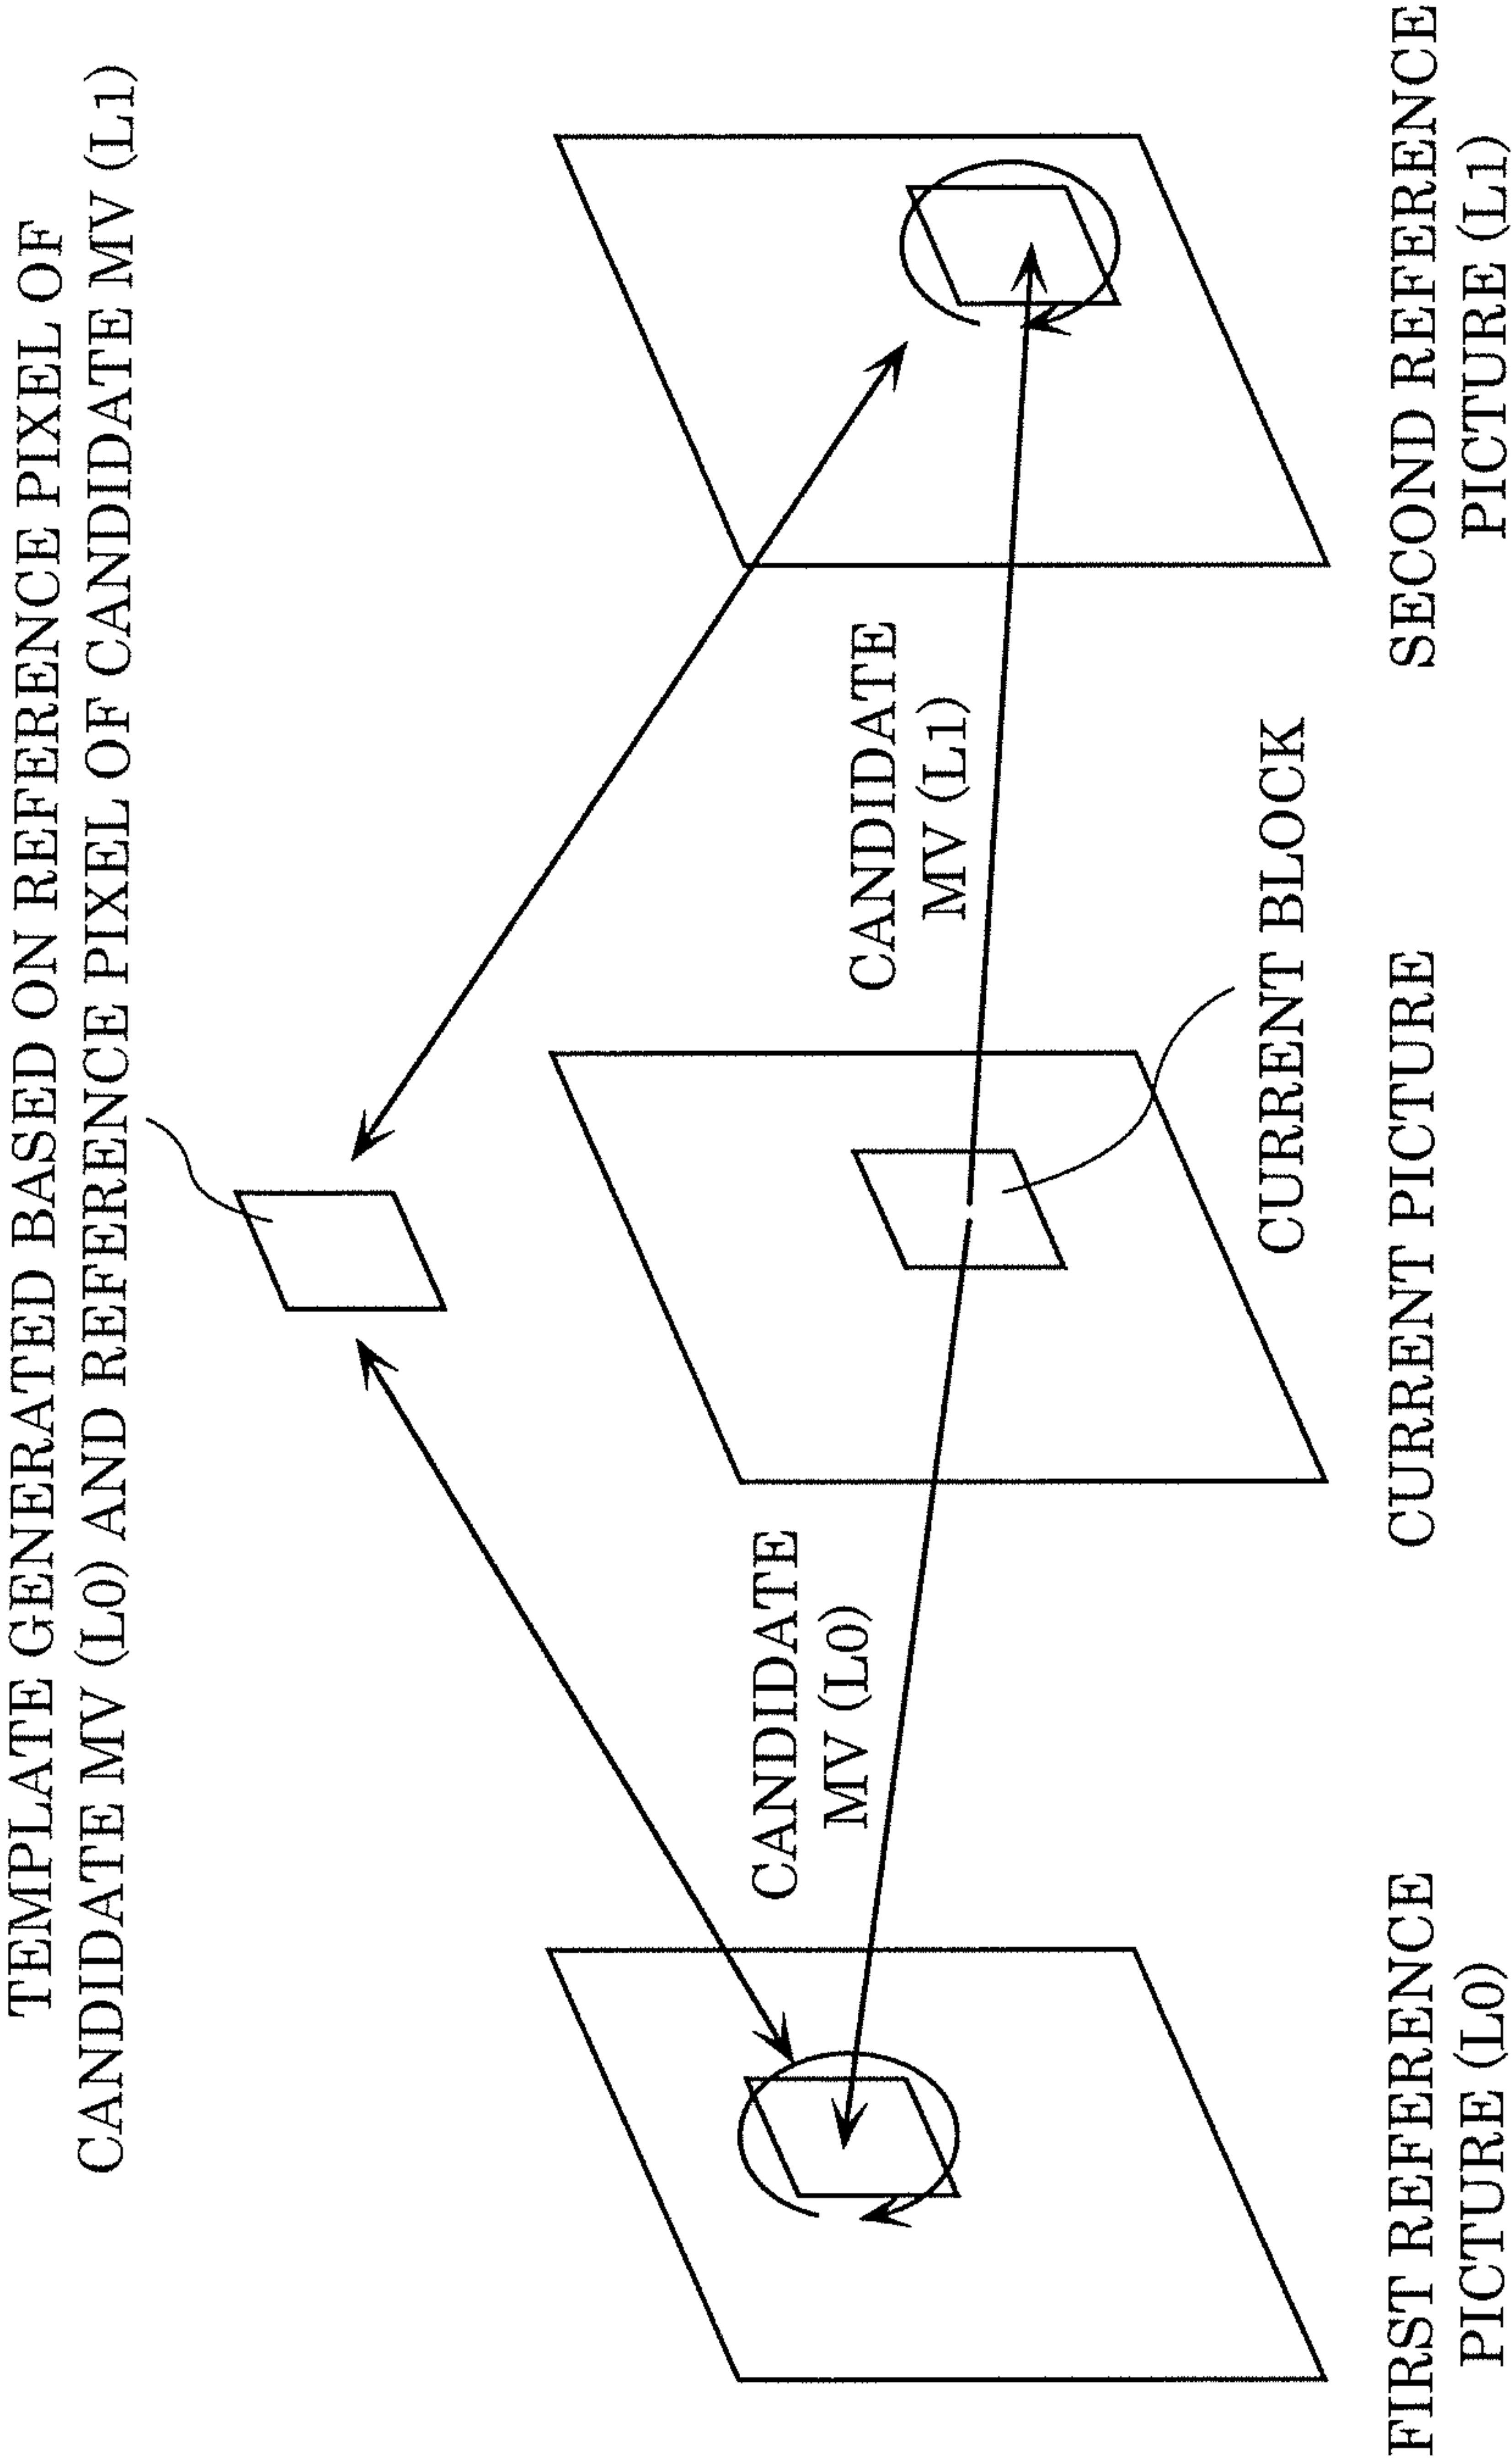 TEMPLATE GENERATED BASED ON REFERENCE PIXEL OF
CANDIDATE MV (L0) AND REFERENCE PIXEL OF CANDIDATE MV (L1)
CANDIDATE
MV (L0)
CANDIDATE
MV (L1)
CURRENT BLOCK
FIRST REFERENCE
PICTURE (L0)
CURRENT PICTURE
SECOND REFERENCE
PICTURE (L1)